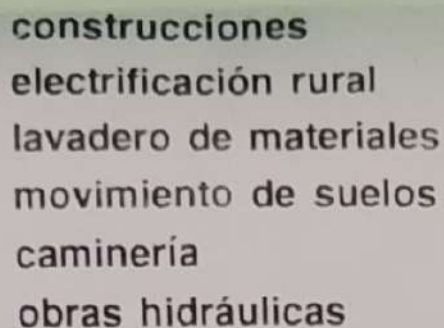 construcciones
electrificación rural
lavadero de materiales
movimiento de suelos
caminería
obras hidráulicas